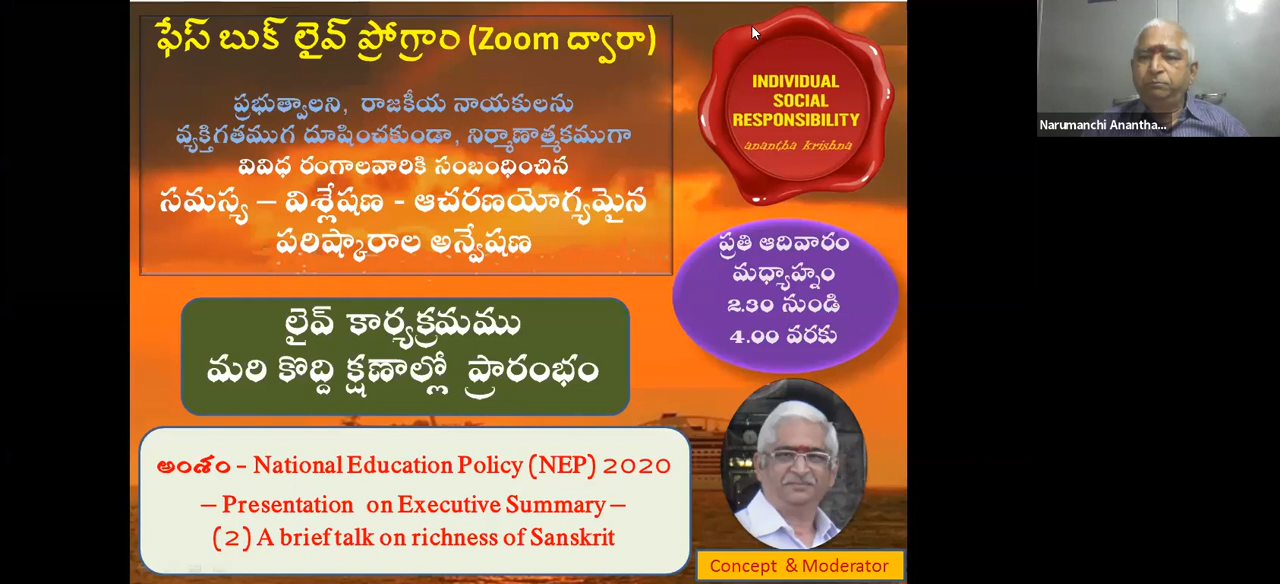 ఫేస్ బుక్ లైవ్ ప్రోగ్రాం (Zoom ద్వారా)
ప్రభుత్వాలని, రాజకీయ నాయకులను
వ్యక్తిగతముగ దూషించకుండా, నిర్మాణాత్మకముగా
వివిధ రంగాలవారికి సంబంధించిన
సమస్య – విశ్లేషణ - ఆచరణయోగ్యమైన
పరిష్కారాల అన్వేషణ
INDIVIDUAL
SOCIAL
RESPONSIBILITY
anantha krishna
ప్రతి ఆదివారం
మధ్యాహ్నం
2.30 నుండి
4.00 వరకు
లైవ్ కార్యక్రమము
మరి కొద్ది క్షణాల్లో ప్రారంభం
అంశం - National Education Policy (NEP) 2020
– Presentation on Executive Summary –
(2) A brief talk on richness of Sanskrit
Concept & Moderator
Narumanchi Anantha...